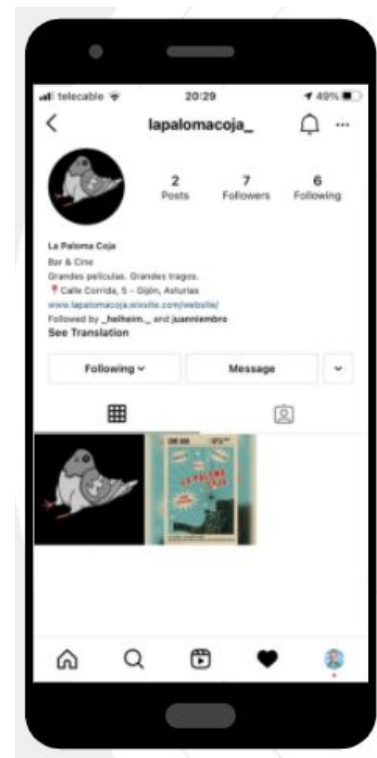 telecable 20:29 49%
lapalomacoja_
2 7 6
Posts Followers Following
La Paloma Coja
Bar & Cine
Grandes películas. Grandes tragos.
Calle Corrida, 5 - Gijón, Asturias
www.lapalomacoja.wixsite.com/website/
Followed by _helheim._ and juanniembro
See Translation
Following Message
LA PALOMA
COJA